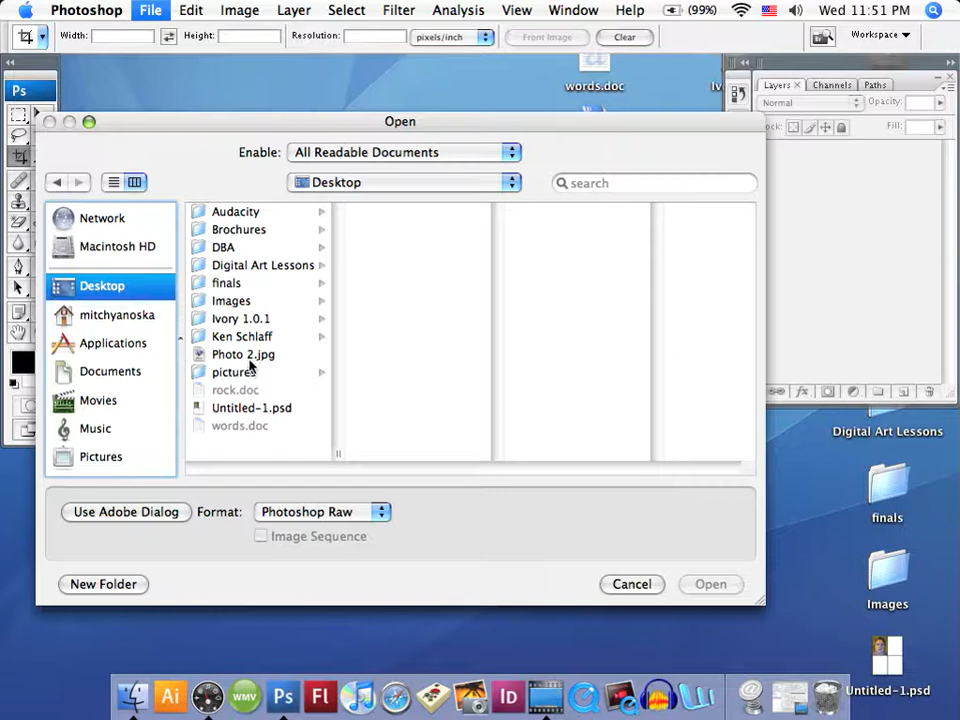 Photoshop File Edit Image Layer Select Filter Analysis View Window Help (99%) Wed 11:51 PM
Width: Height: Resolution: pixels/inch Front Image Clear Workspace
words.doc
Ps
Layers × Channels Paths
Normal Opacity:
Fill:
Open
Enable: All Readable Documents
Desktop
search
Network
Macintosh HD
Desktop
mitchyanoska
Applications
Documents
Movies
Music
Pictures
Audacity
Brochures
DBA
Digital Art Lessons
finals
Images
Ivory 1.0.1
Ken Schlaff
Photo 2.jpg
pictures
rock.doc
Untitled-1.psd
words.doc
Use Adobe Dialog Format: Photoshop Raw
Image Sequence
New Folder Cancel Open
Digital Art Lessons
finals
Images
Untitled-1.psd
Ai WMV Ps Fl Id